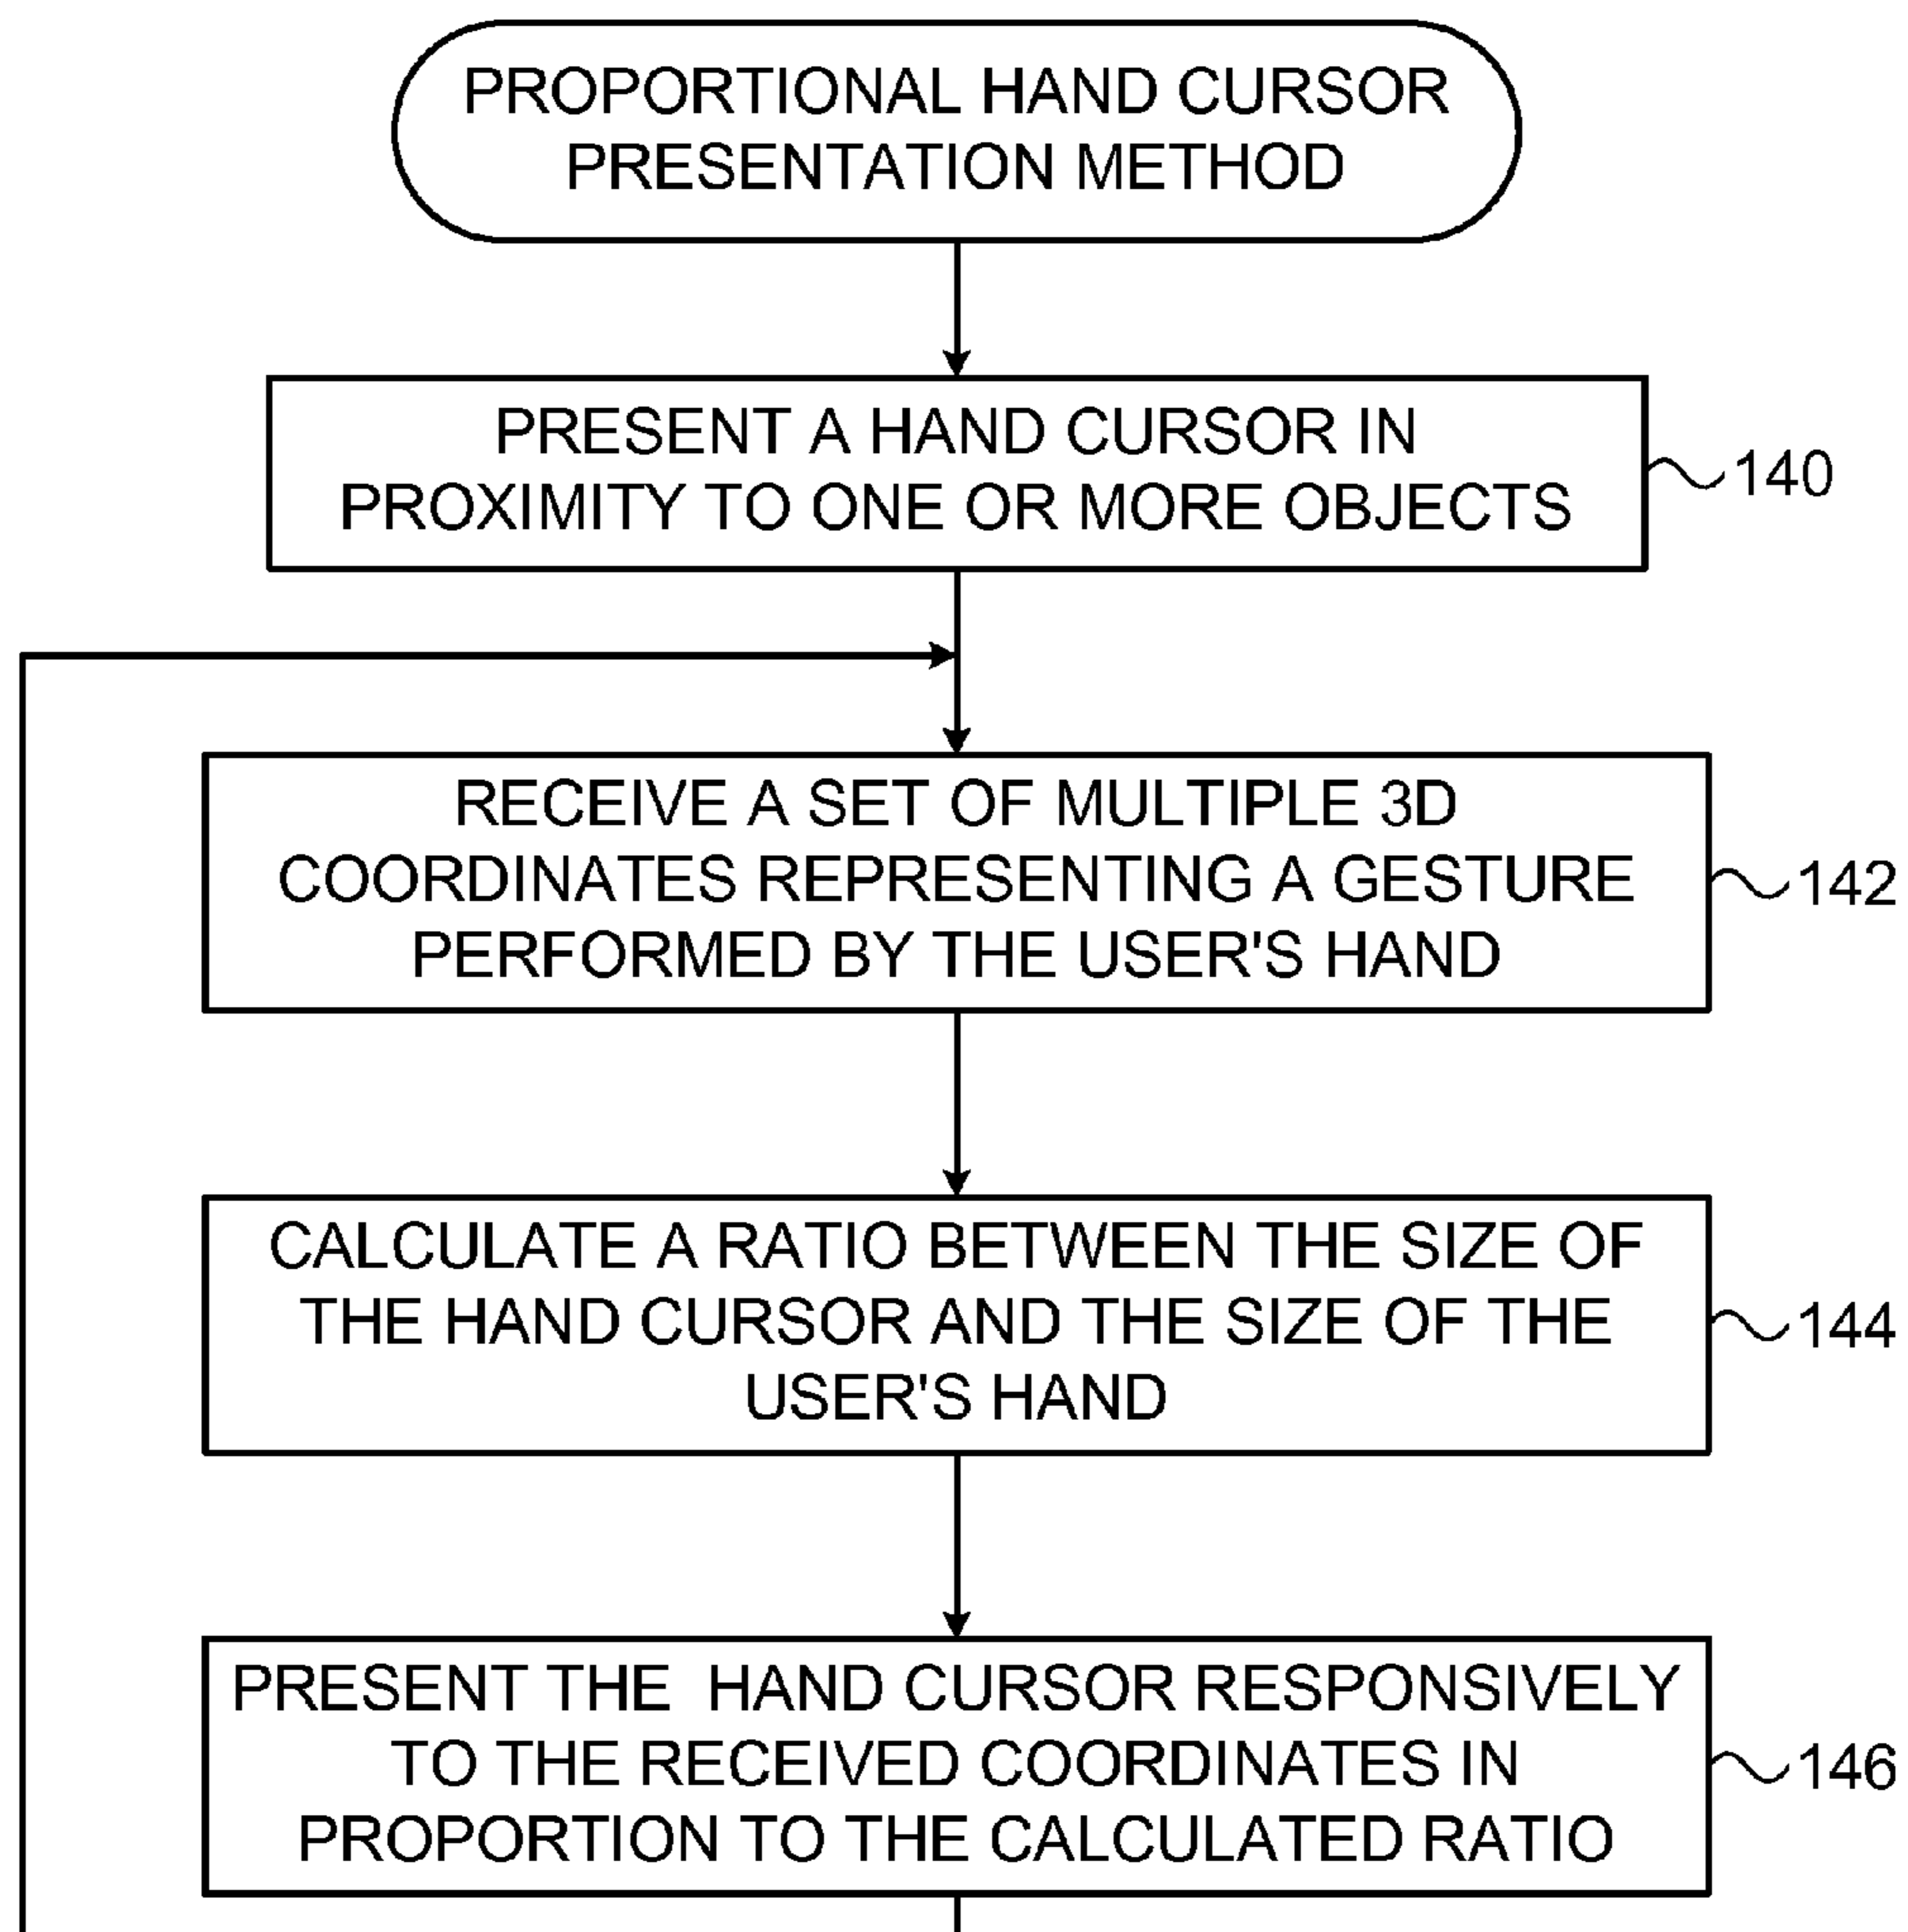 PROPORTIONAL HAND CURSOR
PRESENTATION METHOD
PRESENT A HAND CURSOR IN
PROXIMITY TO ONE OR MORE OBJECTS
140
RECEIVE A SET OF MULTIPLE 3D
COORDINATES REPRESENTING A GESTURE
PERFORMED BY THE USER'S HAND
142
CALCULATE A RATIO BETWEEN THE SIZE OF
THE HAND CURSOR AND THE SIZE OF THE
USER'S HAND
144
PRESENT THE HAND CURSOR RESPONSIVELY
TO THE RECEIVED COORDINATES IN
PROPORTION TO THE CALCULATED RATIO
146